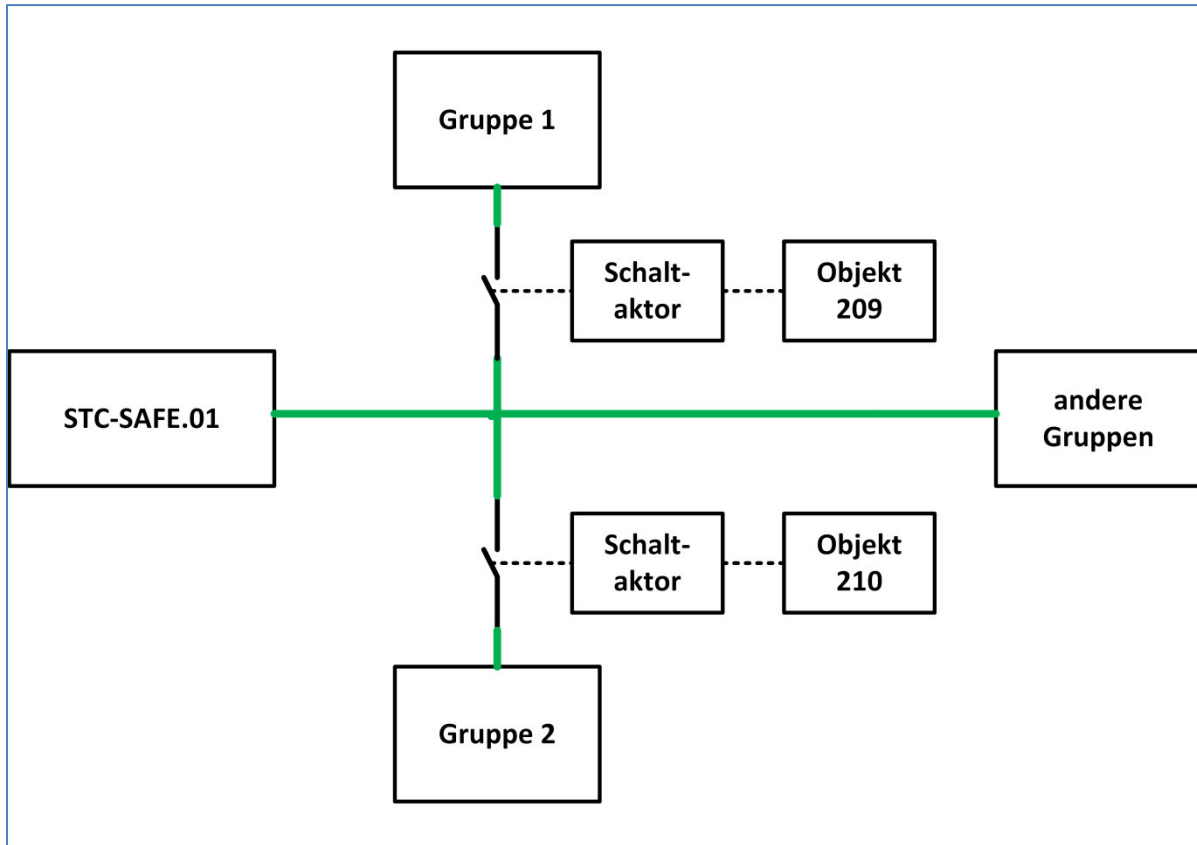 Gruppe 1
Schalt-
aktor
Objekt
209
STC-SAFE.01
andere
Gruppen
Schalt-
aktor
Objekt
210
Gruppe 2